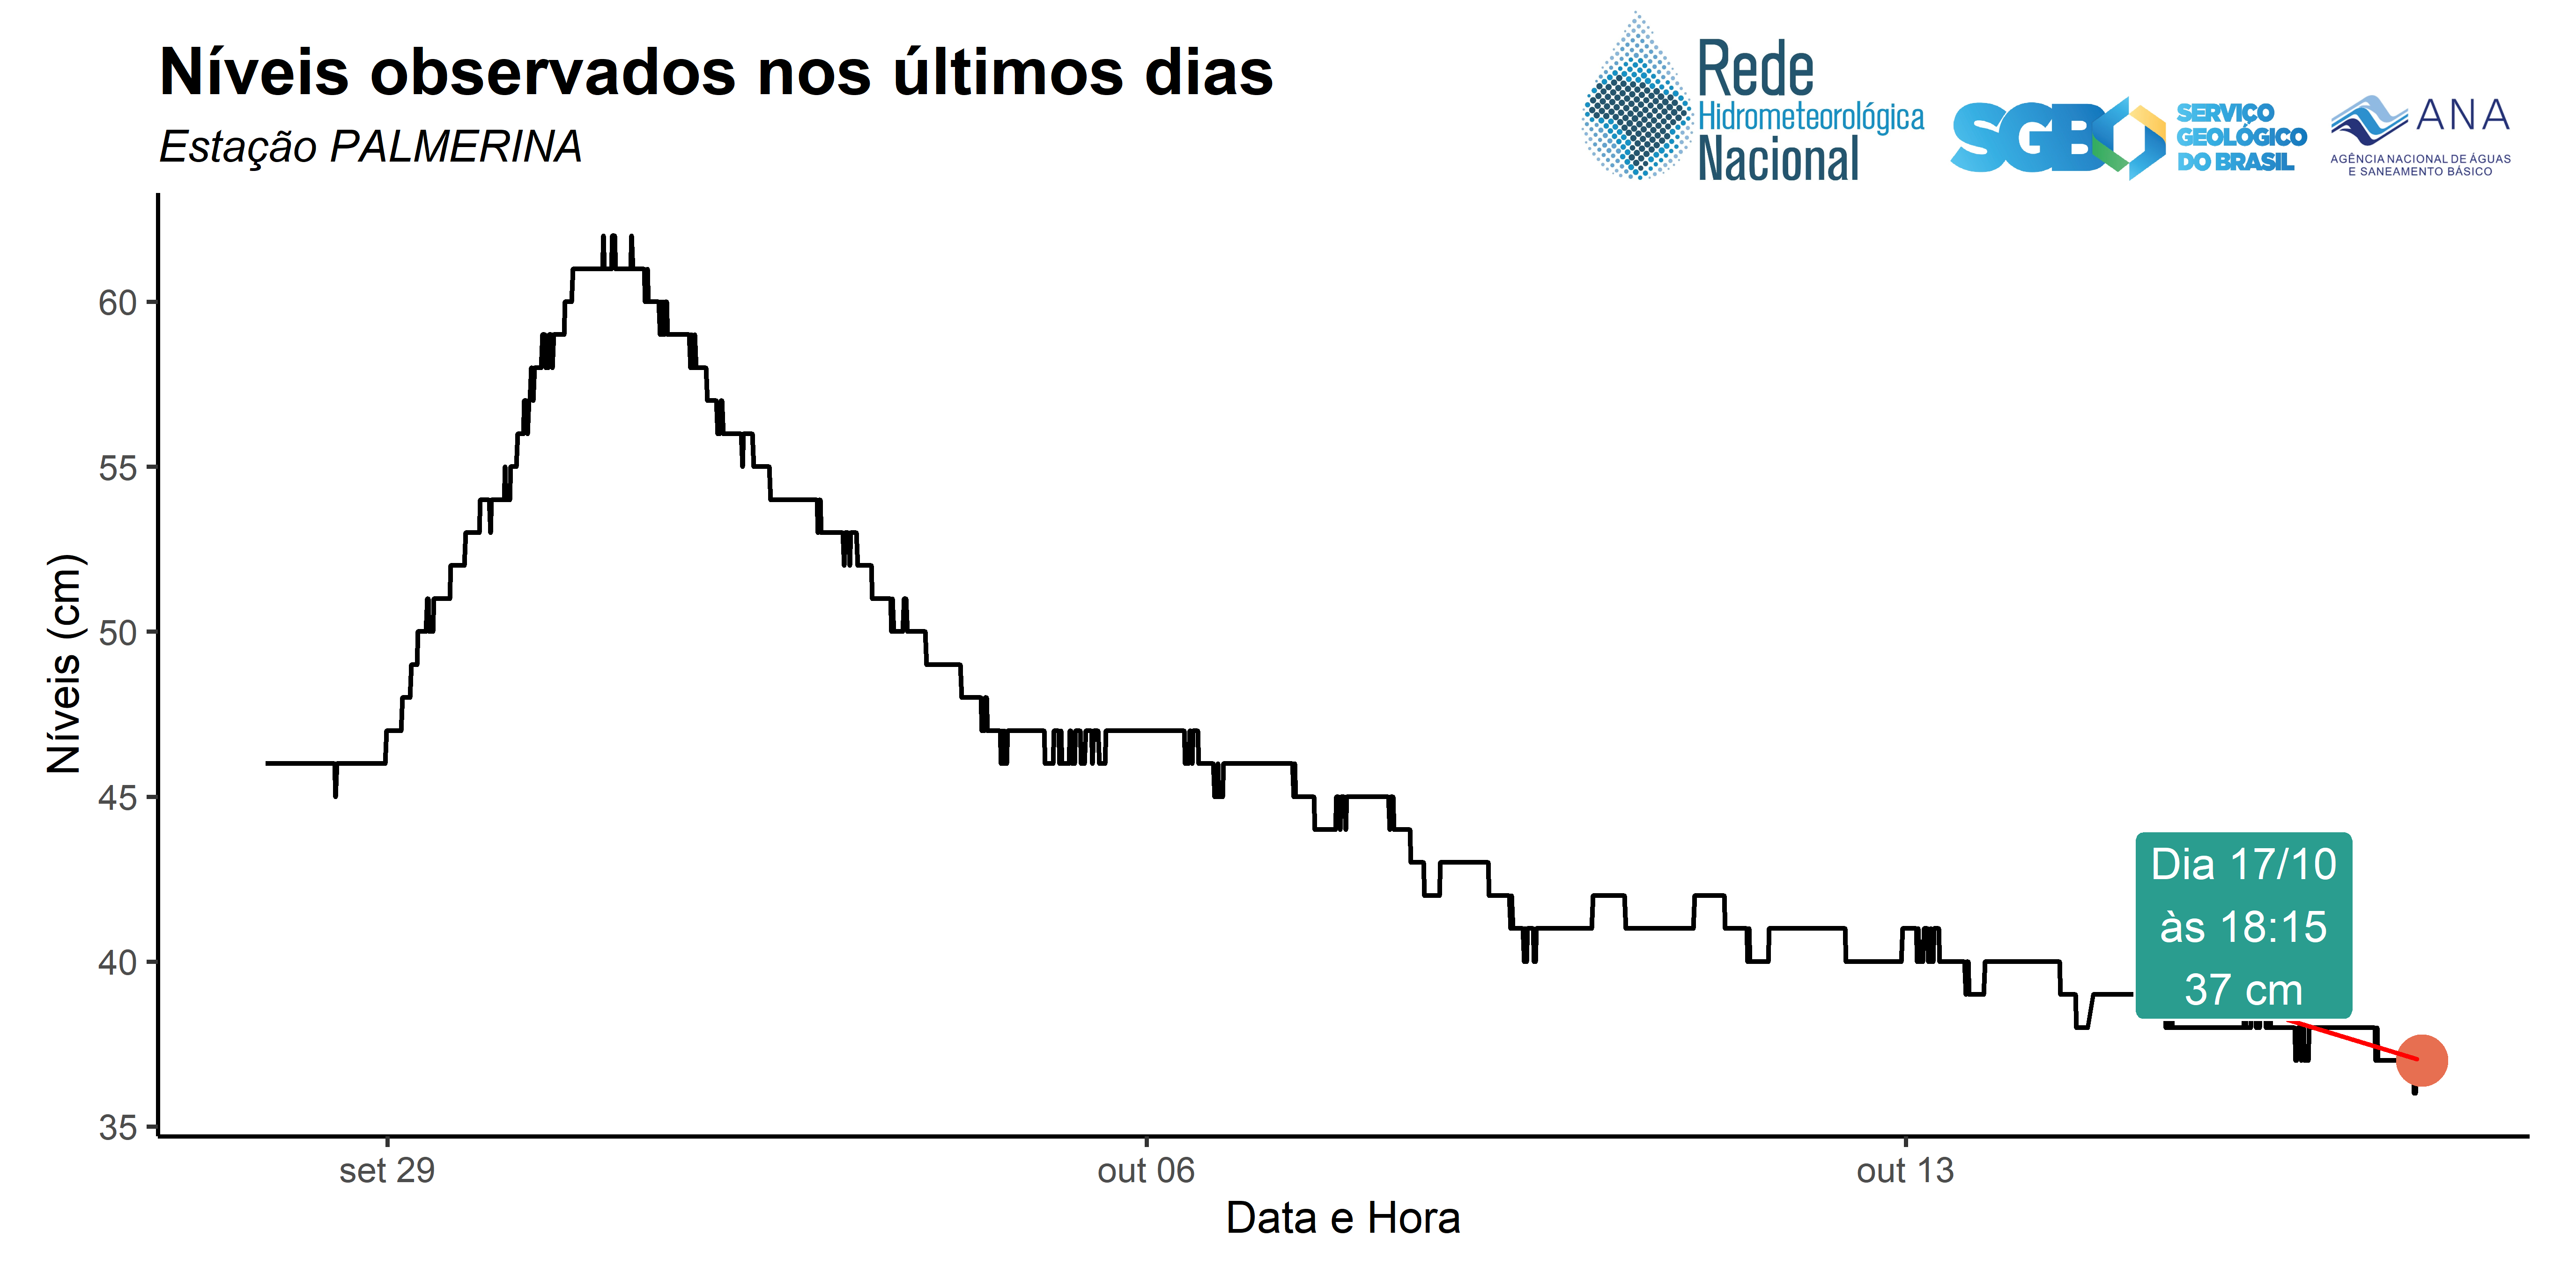 Níveis observados nos últimos dias
Estação PALMERINA
Rede
Hidrometeorológica
Nacional
SGB
SERVIÇO
GEOLÓGICO
DO BRASIL
ANA
AGÊNCIA NACIONAL DE ÁGUAS
E SANEAMENTO BÁSICO
Níveis (cm)
60
55
50
45
40
35
Dia 17/10
às 18:15
37 cm
set 29
out 06
out 13
Data e Hora